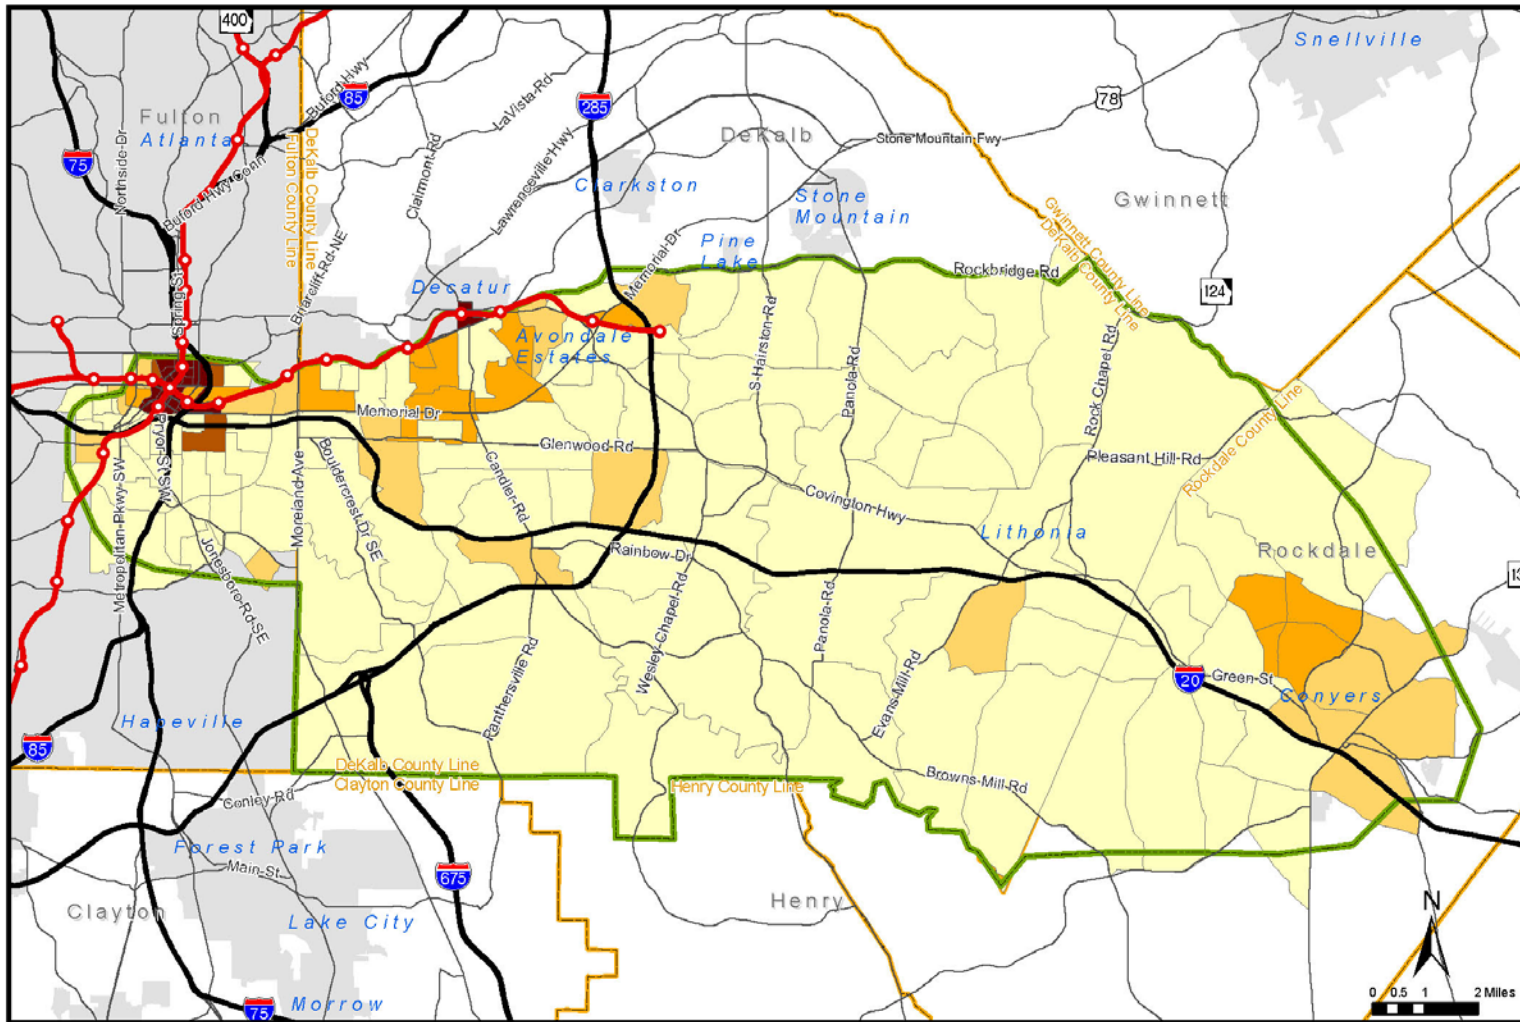 400
Snellville
Buford Hwy
85
Fulton
Atlanta
75
Northside-Dr
Buford Hwy Conn
DeKalb County Line
Fulton County Line
Clairmont-Rd
LaVista-Rd
Lawrenceville-Hwy
285
DeKalb
78
Stone Mountain Fwy
Clarkston
Stone
Mountain
Gwinnett
Gwinnett County Line
DeKalb County Line
Pine
Lake
Memorial-Dr
Rockbridge Rd
124
Briarcliff-Rd-NE
Decatur
Spring-St
Avondale
Estates
S-Hairston-Rd
Panola-Rd
Rock Chapel Rd
Rockdale County Line
Memorial Dr
Glenwood-Rd
Pryor-St-SW
Metropolitan-Pkwy-SW
Moreland-Ave
Bouldercrest-Dr SE
Candler-Rd
Covington-Hwy
Pleasant Hill-Rd
Lithonia
Rockdale
13
Jonesboro-Rd-SE
Rainbow-Dr
Wesley-Chapel-Rd
Panola-Rd
Evans-Mill-Rd
Panthersville Rd
20
Green-St
Conyers
Hapeville
85
DeKalb County Line
Clayton County Line
Henry County Line
Browns-Mill-Rd
Conley-Rd
Forest Park
Main-St
675
Clayton
Lake City
Henry
N
Morrow
75
0 0.5 1 2 Miles